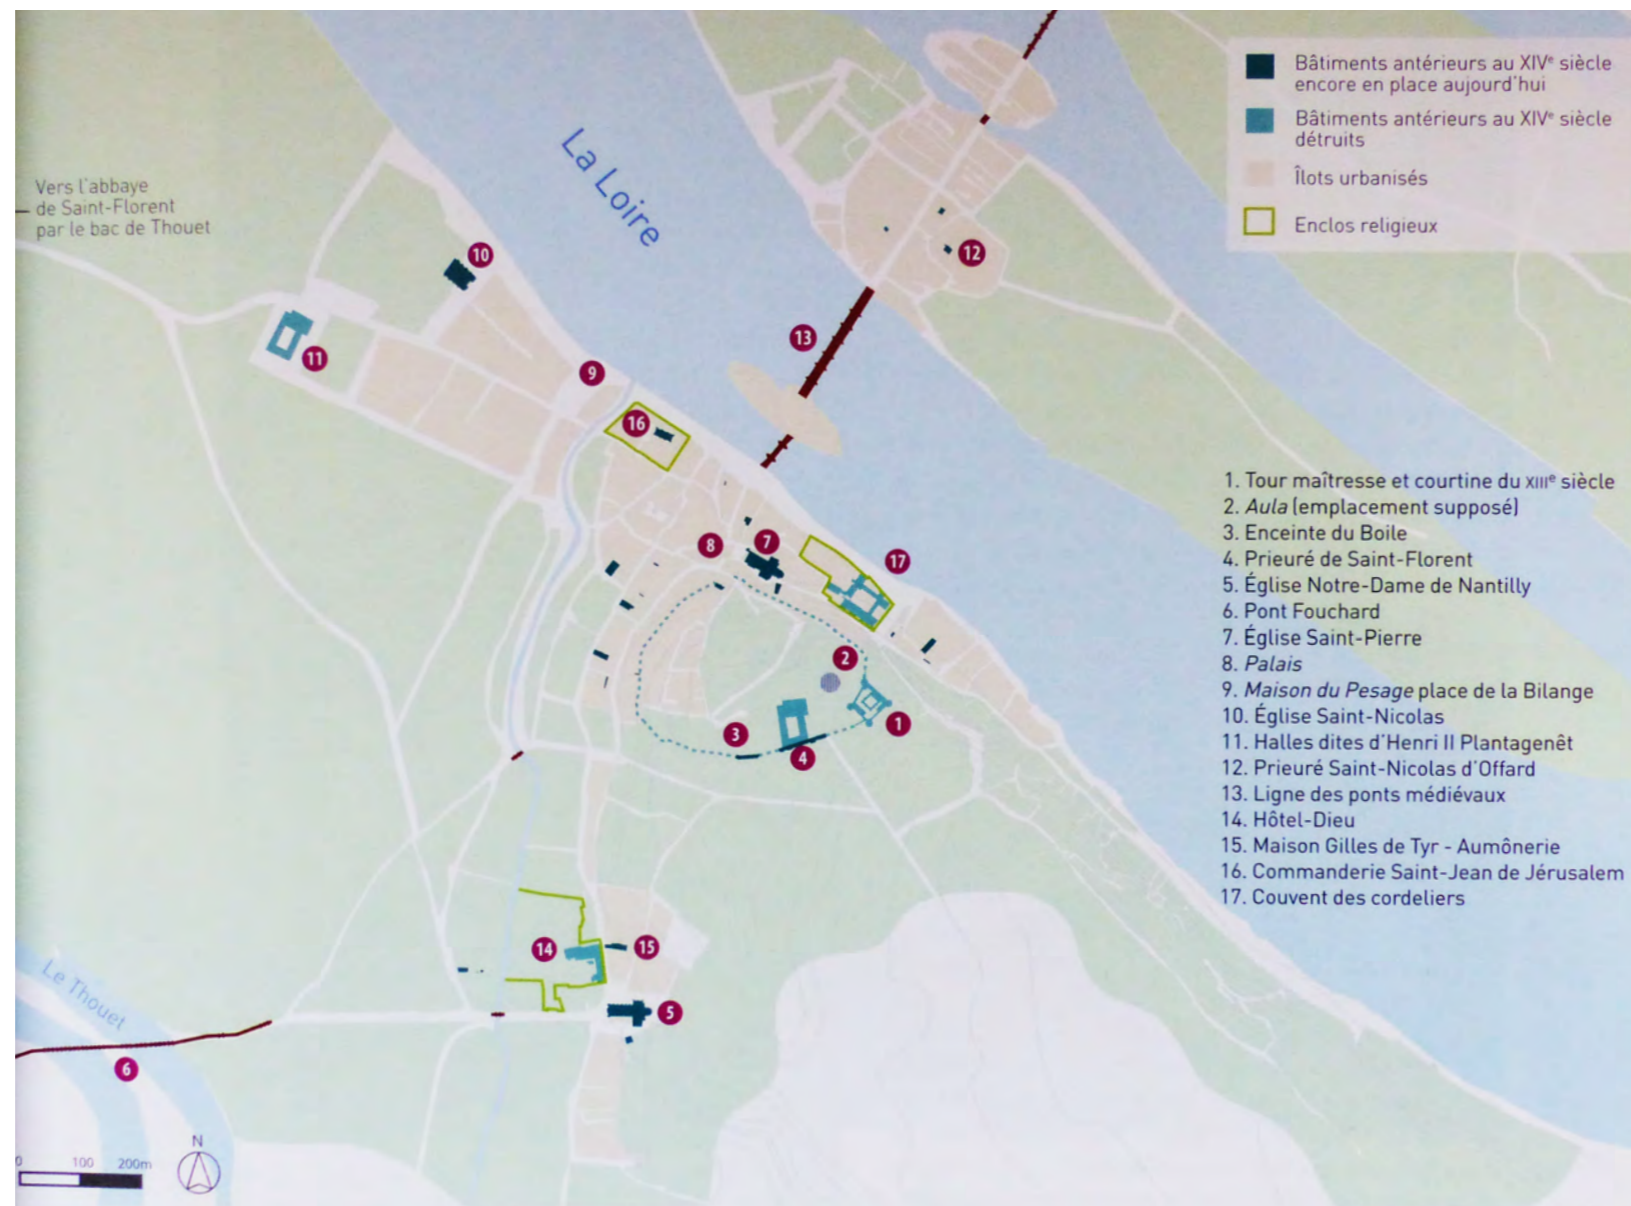 Bâtiments antérieurs au XIVᵉ siècle
encore en place aujourd'hui
Bâtiments antérieurs au XIVᵉ siècle
détruits
Îlots urbanisés
Enclos religieux
La Loire
Vers l'abbaye
de Saint-Florent
par le bac de Thouet
10
12
11
13
9
16
8
7
17
2
1
3
4
14
15
5
6
Le Thouet
1. Tour maîtresse et courtine du XIIIᵉ siècle
2. Aula (emplacement supposé)
3. Enceinte du Boile
4. Prieuré de Saint-Florent
5. Église Notre-Dame de Nantilly
6. Pont Fouchard
7. Église Saint-Pierre
8. Palais
9. Maison du Pesage place de la Bilange
10. Église Saint-Nicolas
11. Halles dites d'Henri II Plantagenêt
12. Prieuré Saint-Nicolas d'Offard
13. Ligne des ponts médiévaux
14. Hôtel-Dieu
15. Maison Gilles de Tyr - Aumônerie
16. Commanderie Saint-Jean de Jérusalem
17. Couvent des cordeliers
N
0 100 200m